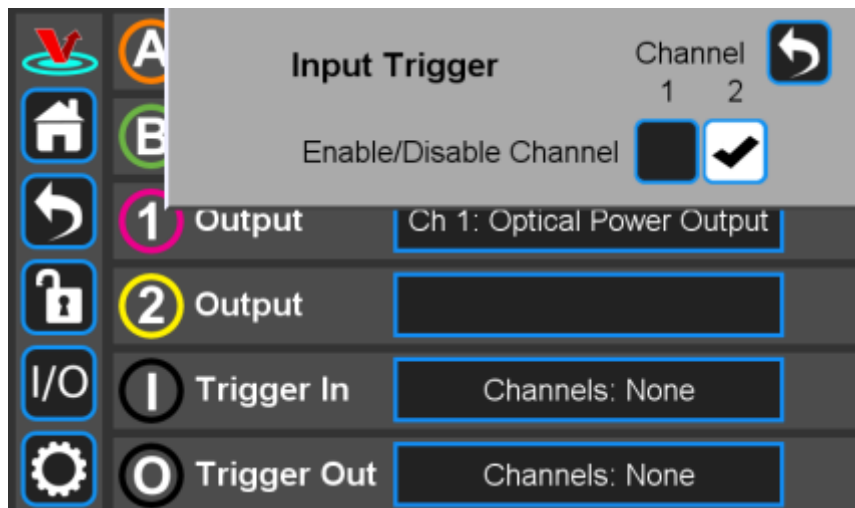 A
Input Trigger
Channel
1 2
B
Enable/Disable Channel
1 Output Ch 1: Optical Power Output
2 Output
I/O
I Trigger In Channels: None
O Trigger Out Channels: None